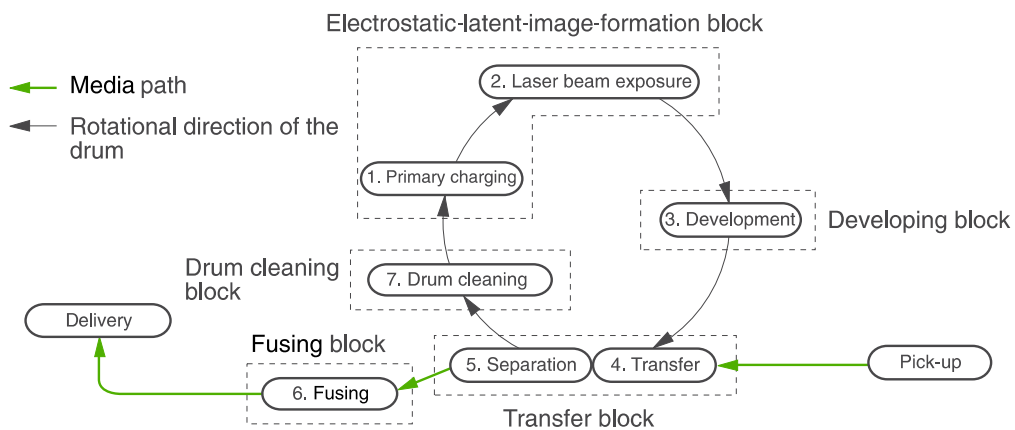 Electrostatic-latent-image-formation block
2. Laser beam exposure
Media path
Rotational direction of the
drum
1. Primary charging
3. Development
Developing block
Drum cleaning
block
7. Drum cleaning
Delivery
Fusing block
5. Separation
4. Transfer
Pick-up
6. Fusing
Transfer block